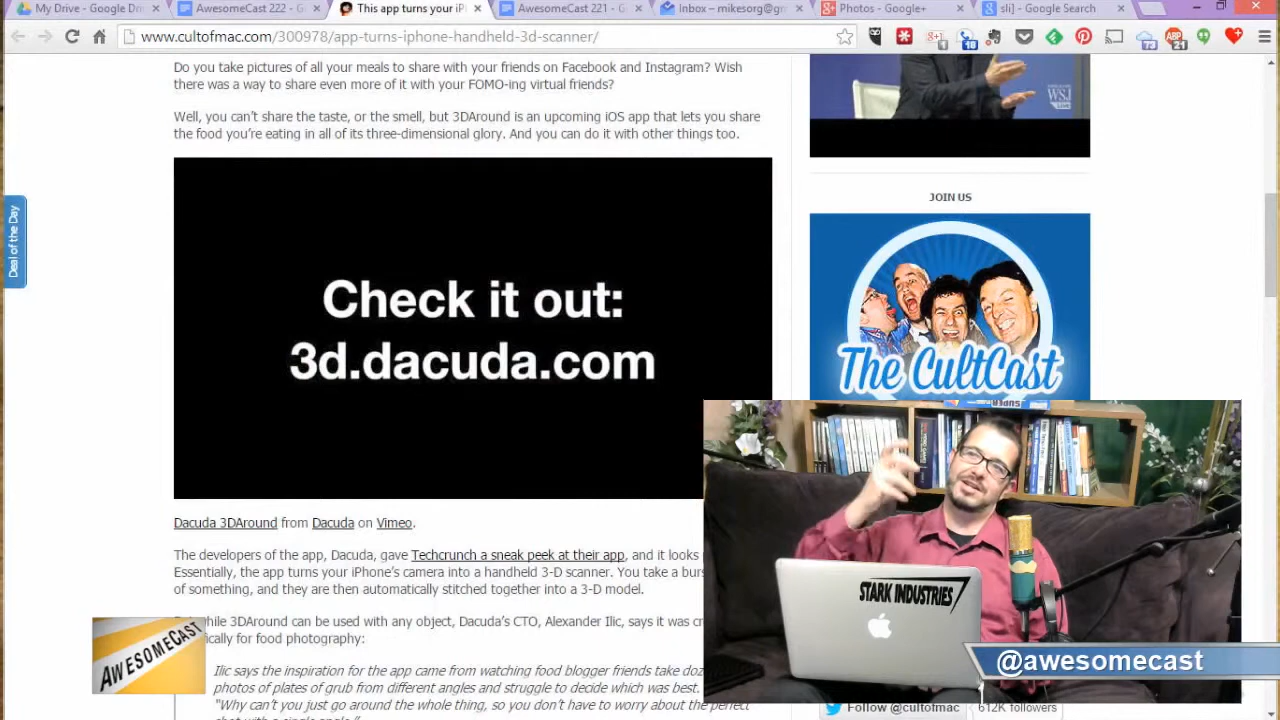 My Drive - Google Dri
AwesomeCast 222 - G
This app turns your iPh
AwesomeCast 221 - G
Inbox - mikesorg@gm
Photos - Google+
sli] - Google Search
www.cultofmac.com/300978/app-turns-iphone-handheld-3d-scanner/
Do you take pictures of all your meals to share with your friends on Facebook and Instagram? Wish
there was a way to share even more of it with your FOMO-ing virtual friends?
Well, you can't share the taste, or the smell, but 3DAround is an upcoming iOS app that lets you share
the food you're eating in all of its three-dimensional glory. And you can do it with other things too.
WSJ
Live
JOIN US
Deal of the Day
Check it out:
3d.dacuda.com
The CultCast
Dacuda 3DAround from Dacuda on Vimeo.
The developers of the app, Dacuda, gave Techcrunch a sneak peek at their app, and it looks
Essentially, the app turns your iPhone's camera into a handheld 3-D scanner. You take a burs
of something, and they are then automatically stitched together into a 3-D model.
while 3DAround can be used with any object, Dacuda's CTO, Alexander Ilic, says it was cr
ically for food photography:
Ilic says the inspiration for the app came from watching food blogger friends take doz
photos of plates of grub from different angles and struggle to decide which was best.
"Why can't you just go around the whole thing, so you don't have to worry about the perfect
shot with a single angle."
AWESOMECAST
STARK INDUSTRIES
@awesomecast
Follow @cultofmac
612K followers